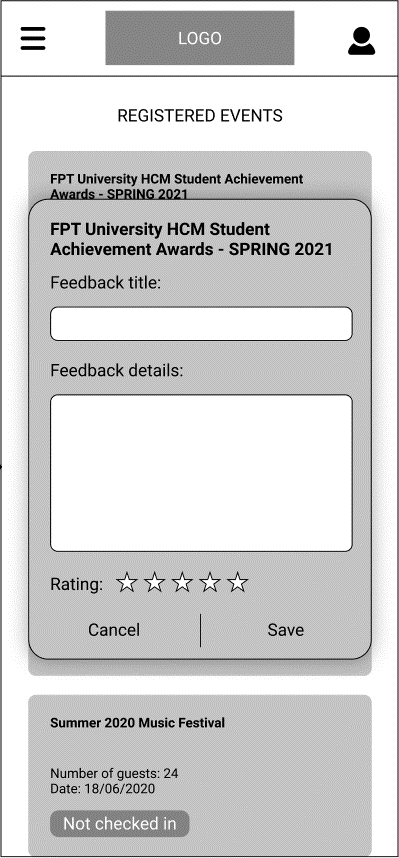 LOGO
REGISTERED EVENTS
FPT University HCM Student Achievement
Awards - SPRING 2021
FPT University HCM Student
Achievement Awards - SPRING 2021
Feedback title:
Feedback details:
Rating:
Cancel
Save
Summer 2020 Music Festival
Number of guests: 24
Date: 18/06/2020
Not checked in